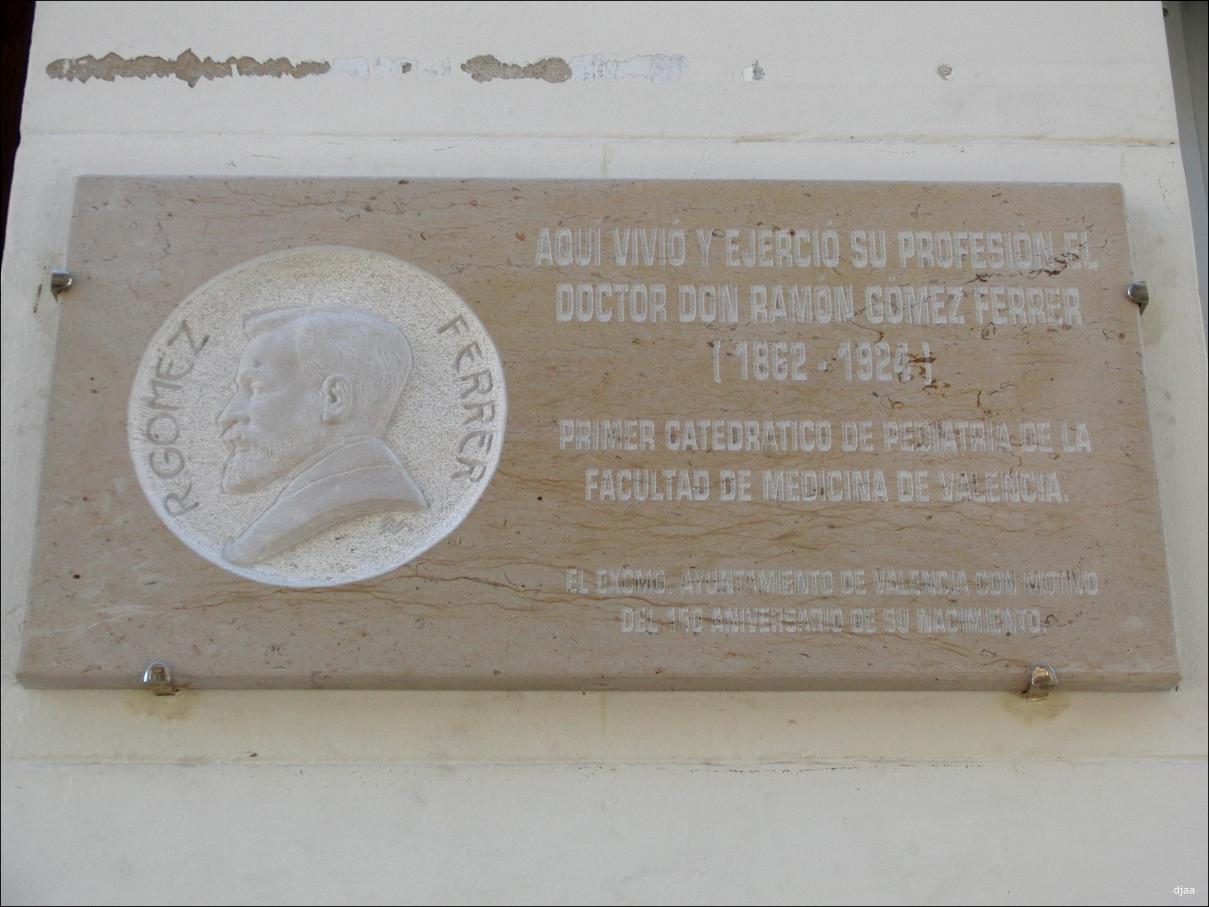 R GOMEZ FERRER
AQUÍ VIVIÓ Y EJERCIÓ SU PROFESIÓN EL
DOCTOR DON RAMÓN GÓMEZ FERRER
( 1862 - 1924 )
PRIMER CATEDRÁTICO DE PEDIATRIA DE LA
FACULTAD DE MEDICINA DE VALENCIA.
EL EXCMO. AYUNTAMIENTO DE VALENCIA CON MOTIVO
DEL 150 ANIVERSARIO DE SU NACIMIENTO.
djaa